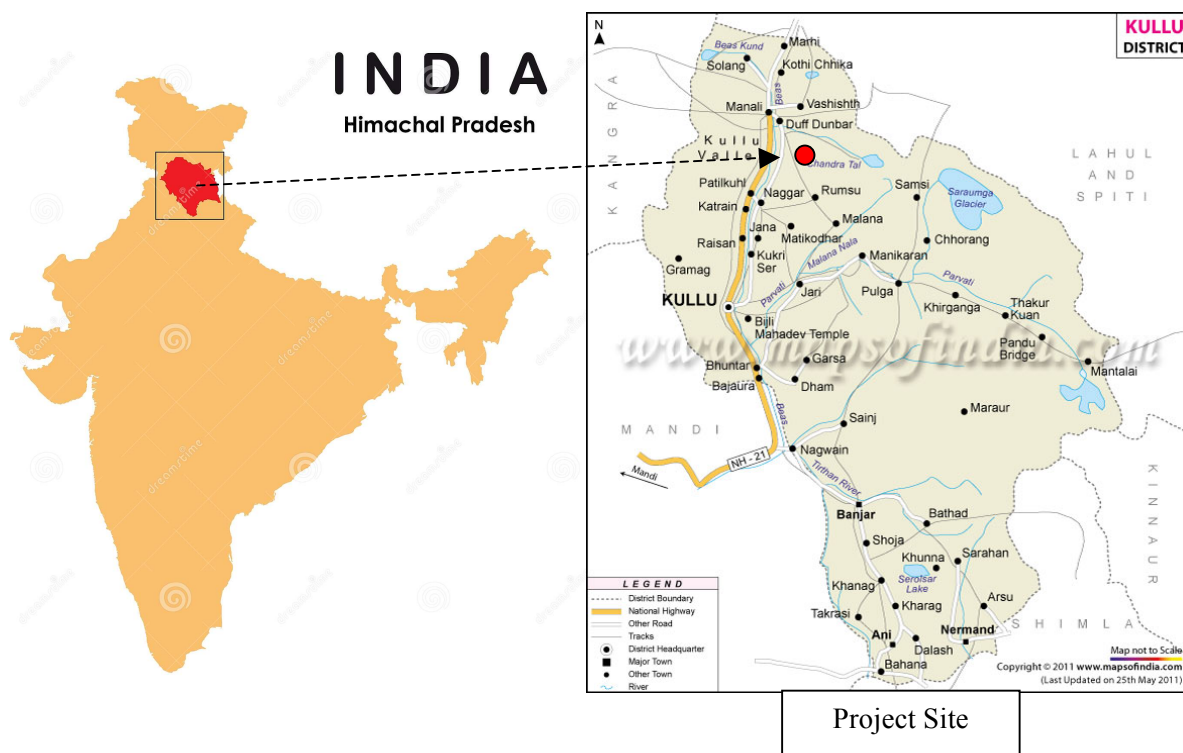 INDIA
Himachal Pradesh
dreamstime
KULLU
DISTRICT
N
Marhi
Beas Kund
Solang
Kothi Chhika
Beas
Manali
Vashishth
Duff Dunbar
Kullu
Valle
Chandra Tal
KANGRA
LAHUL
AND
SPITI
Patilkuhl
Naggar
Rumsu
Samsi
Saraumga
Glacier
Katrain
Malana
Jana
Matikodhar
Raisan
Chhorang
Malana Nala
Kukri
Ser
Manikaran
Gramag
Parvati
Parvati
Jari
Pulga
KULLU
Khirganga
Thakur
Kuan
Bijli
Mahadev Temple
Pandu
Bridge
www.mapsofindia.com
Garsa
Bhuntar
Mantalai
Bajaura
Dham
Beas
Maraur
Sainj
MANDI
Nagwain
NH - 21
Mandi
Tirthan River
KINNAUR
Banjar
Bathad
Shoja
Khunna
Sarahan
Khanag
Serolsar
Lake
Arsu
Kharag
Takrasi
SHIMLA
Ani
Nermand
Dalash
Bahana
LEGEND
District Boundary
National Highway
Other Road
Tracks
District Headquarter
Major Town
Other Town
River
Map not to Scale
Copyright © 2011 www.mapsofindia.com
(Last Updated on 25th May 2011)
Project Site